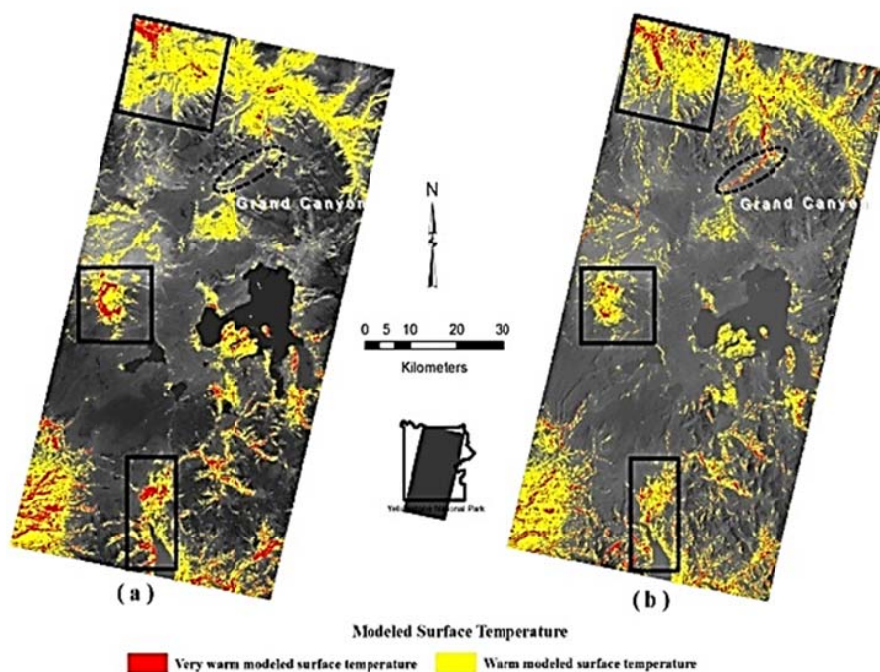 Grand Canyon
Grand Canyon
N
0 5 10 20 30
Kilometers
Yellowstone National Park
( a )
( b )
Modeled Surface Temperature
Very warm modeled surface temperature
Warm modeled surface temperature